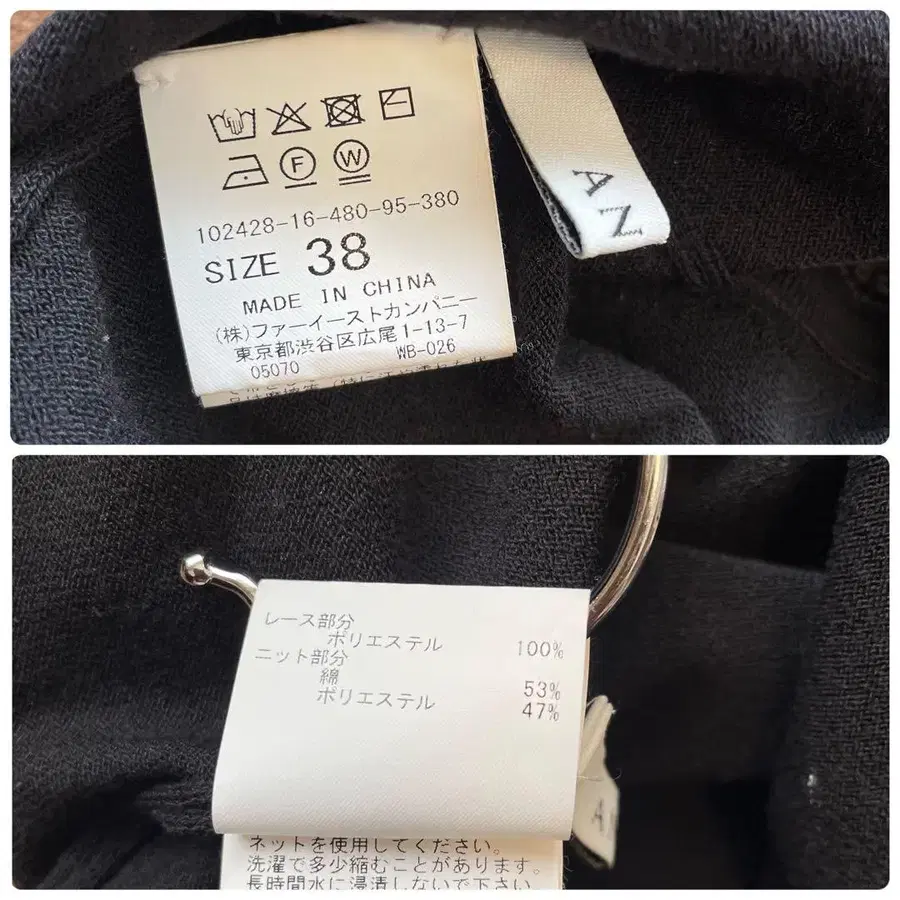 F W
102428-16-480-95-380
SIZE 38
MADE IN CHINA
(株)ファーイーストカンパニー
東京都渋谷区広尾1-13-7
05070 WB-026
AN
レース部分
ポリエステル 100%
ニット部分
綿 53%
ポリエステル 47%
ネットを使用してください。
洗濯で多少縮むことがあります。
長時間水に浸漬しないで下さい